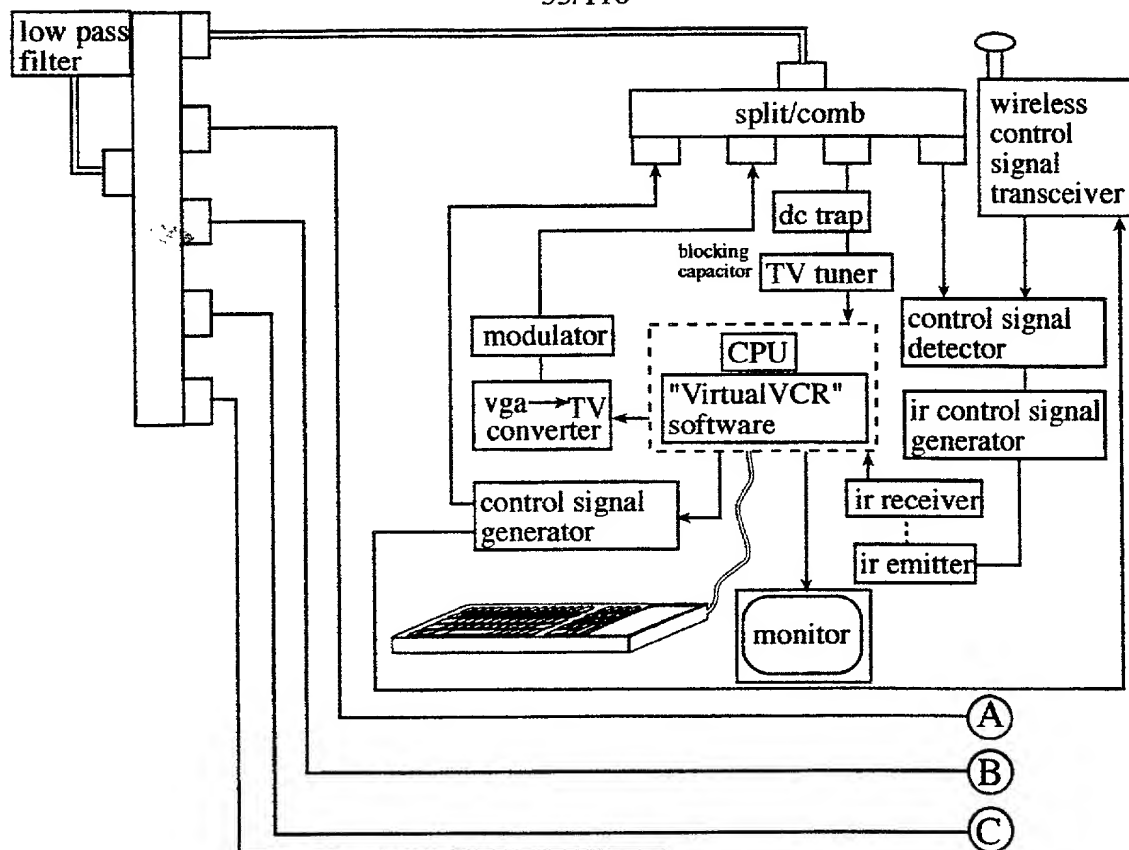 low pass
filter
split/comb
wireless
control
signal
transceiver
dc trap
blocking
capacitor
TV tuner
control signal
detector
modulator
CPU
"VirtualVCR"
software
vga→TV
converter
ir control signal
generator
control signal
generator
ir receiver
ir emitter
monitor
A
B
C